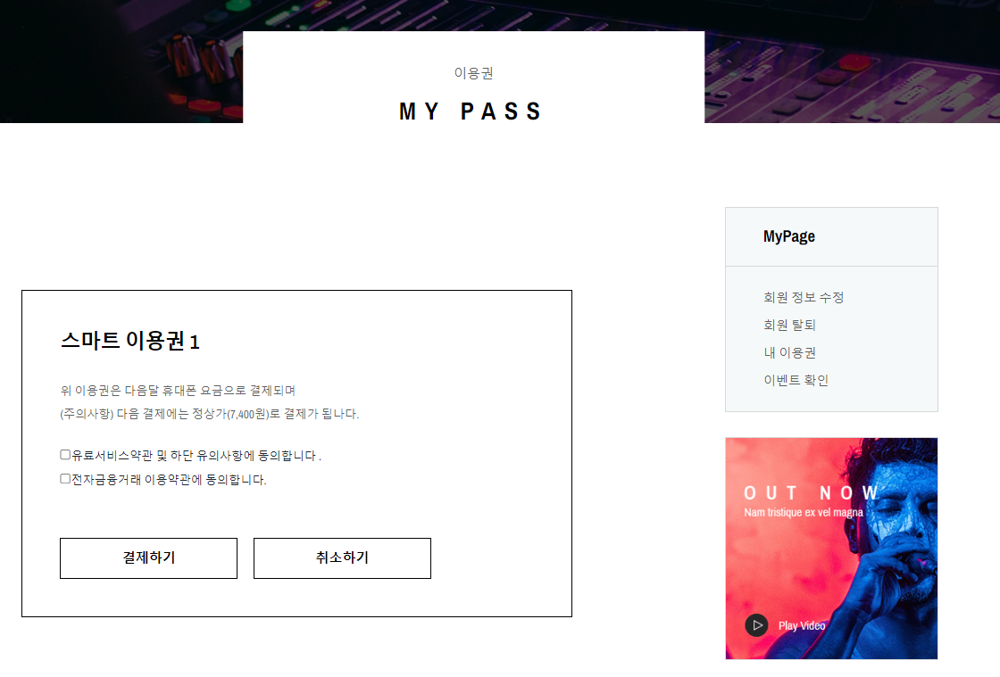 이용권
MY PASS
MyPage
회원 정보 수정
회원 탈퇴
내 이용권
이벤트 확인
스마트 이용권 1
위 이용권은 다음달 휴대폰 요금으로 결제되며
(주의사항) 다음 결제에는 정상가(7,400원)로 결제가 됩니다.
유료서비스약관 및 하단 유의사항에 동의합니다 .
전자금융거래 이용약관에 동의합니다.
결제하기
취소하기
OUT NOW
Nam tristique ex vel magna
Play Video